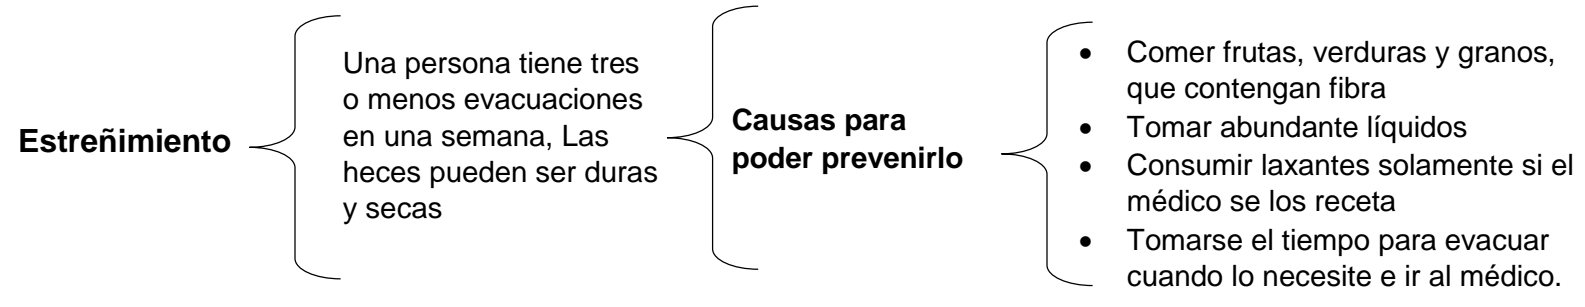 Estreñimiento
Una persona tiene tres
o menos evacuaciones
en una semana, Las
heces pueden ser duras
y secas
Causas para
poder prevenirlo
• Comer frutas, verduras y granos,
que contengan fibra
• Tomar abundante líquidos
• Consumir laxantes solamente si el
médico se los receta
• Tomarse el tiempo para evacuar
cuando lo necesite e ir al médico.